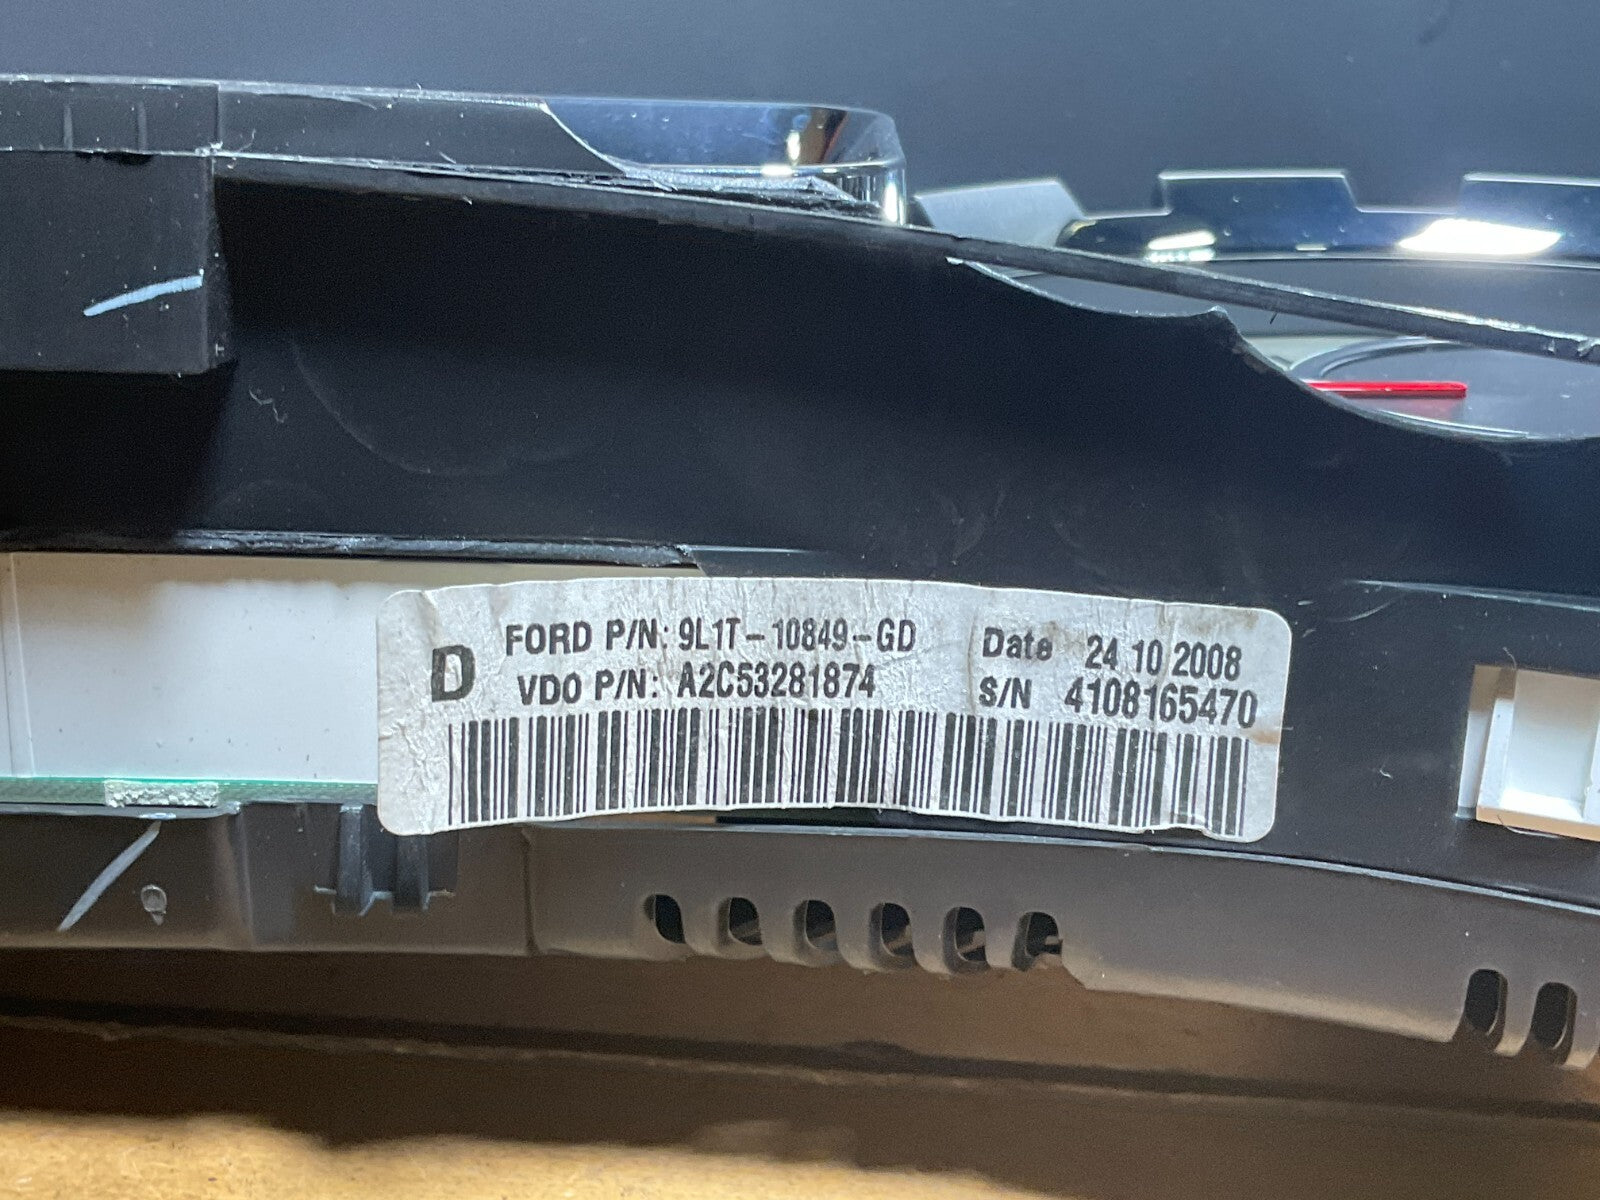 D
FORD P/N: 9L1T-10849-GD Date 24 10 2008
VDO P/N: A2C53281874 S/N 4108165470